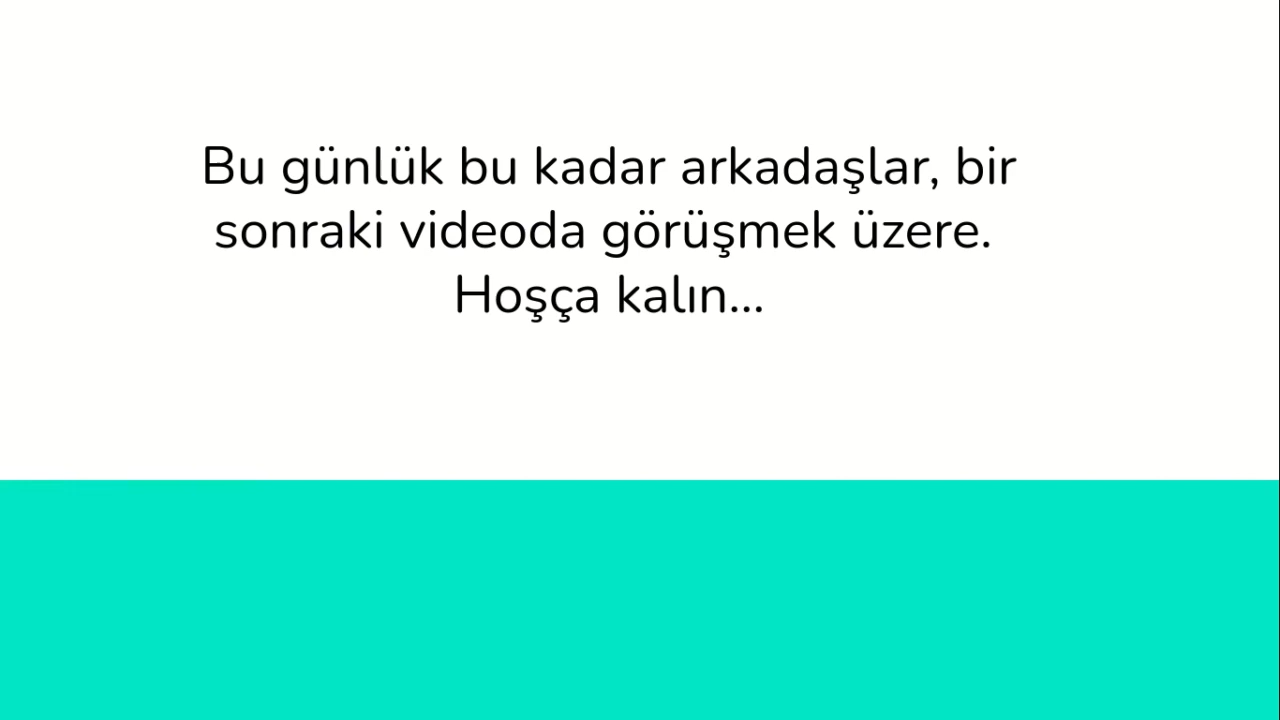 Bu günlük bu kadar arkadaşlar, bir
sonraki videoda görüşmek üzere.
Hoşça kalın...